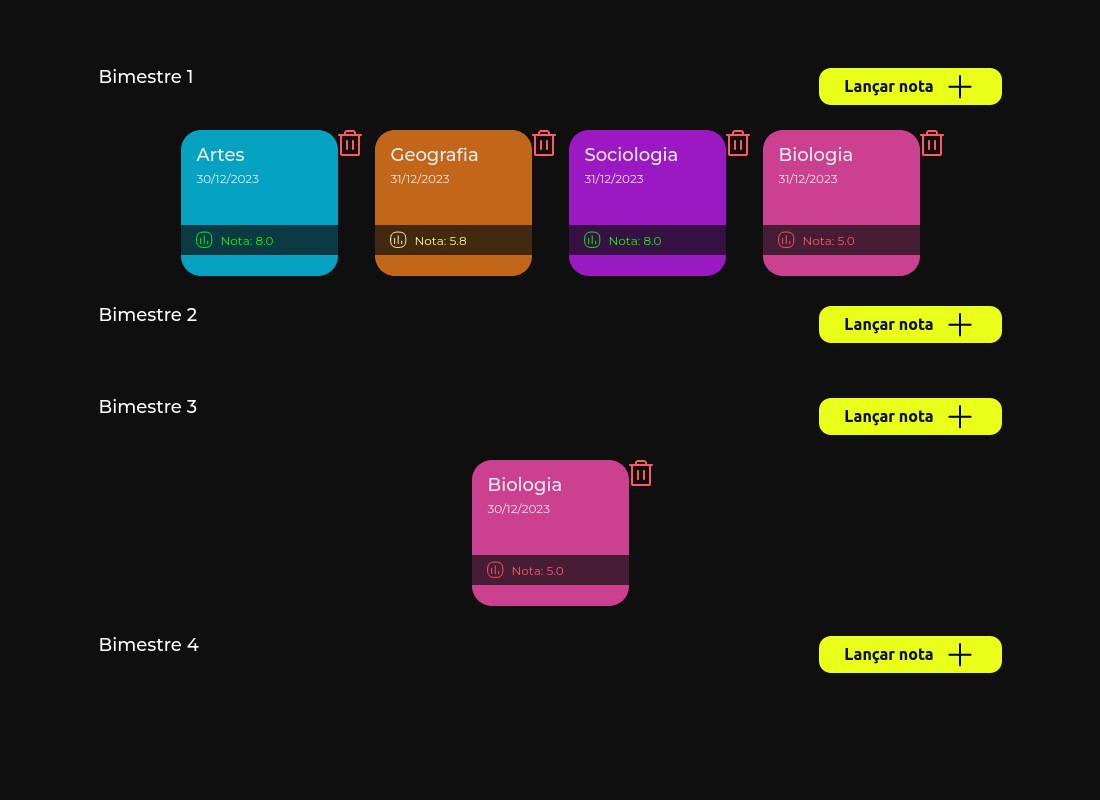 Bimestre 1
Lançar nota
Artes
30/12/2023
Nota: 8.0
Geografia
31/12/2023
Nota: 5.8
Sociologia
31/12/2023
Nota: 8.0
Biologia
31/12/2023
Nota: 5.0
Bimestre 2
Lançar nota
Bimestre 3
Lançar nota
Biologia
30/12/2023
Nota: 5.0
Bimestre 4
Lançar nota